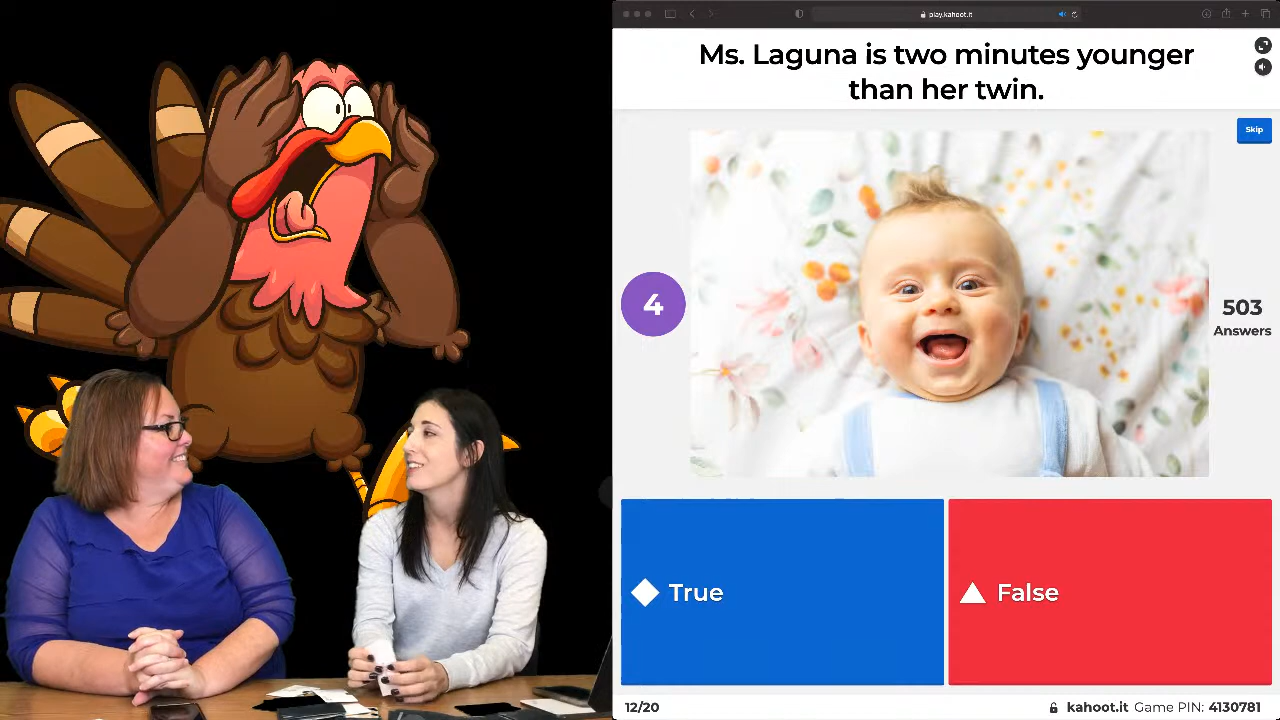 play.kahoot.it
Ms. Laguna is two minutes younger
than her twin.
Skip
4
503
Answers
True
False
12/20
kahoot.it Game PIN: 4130781